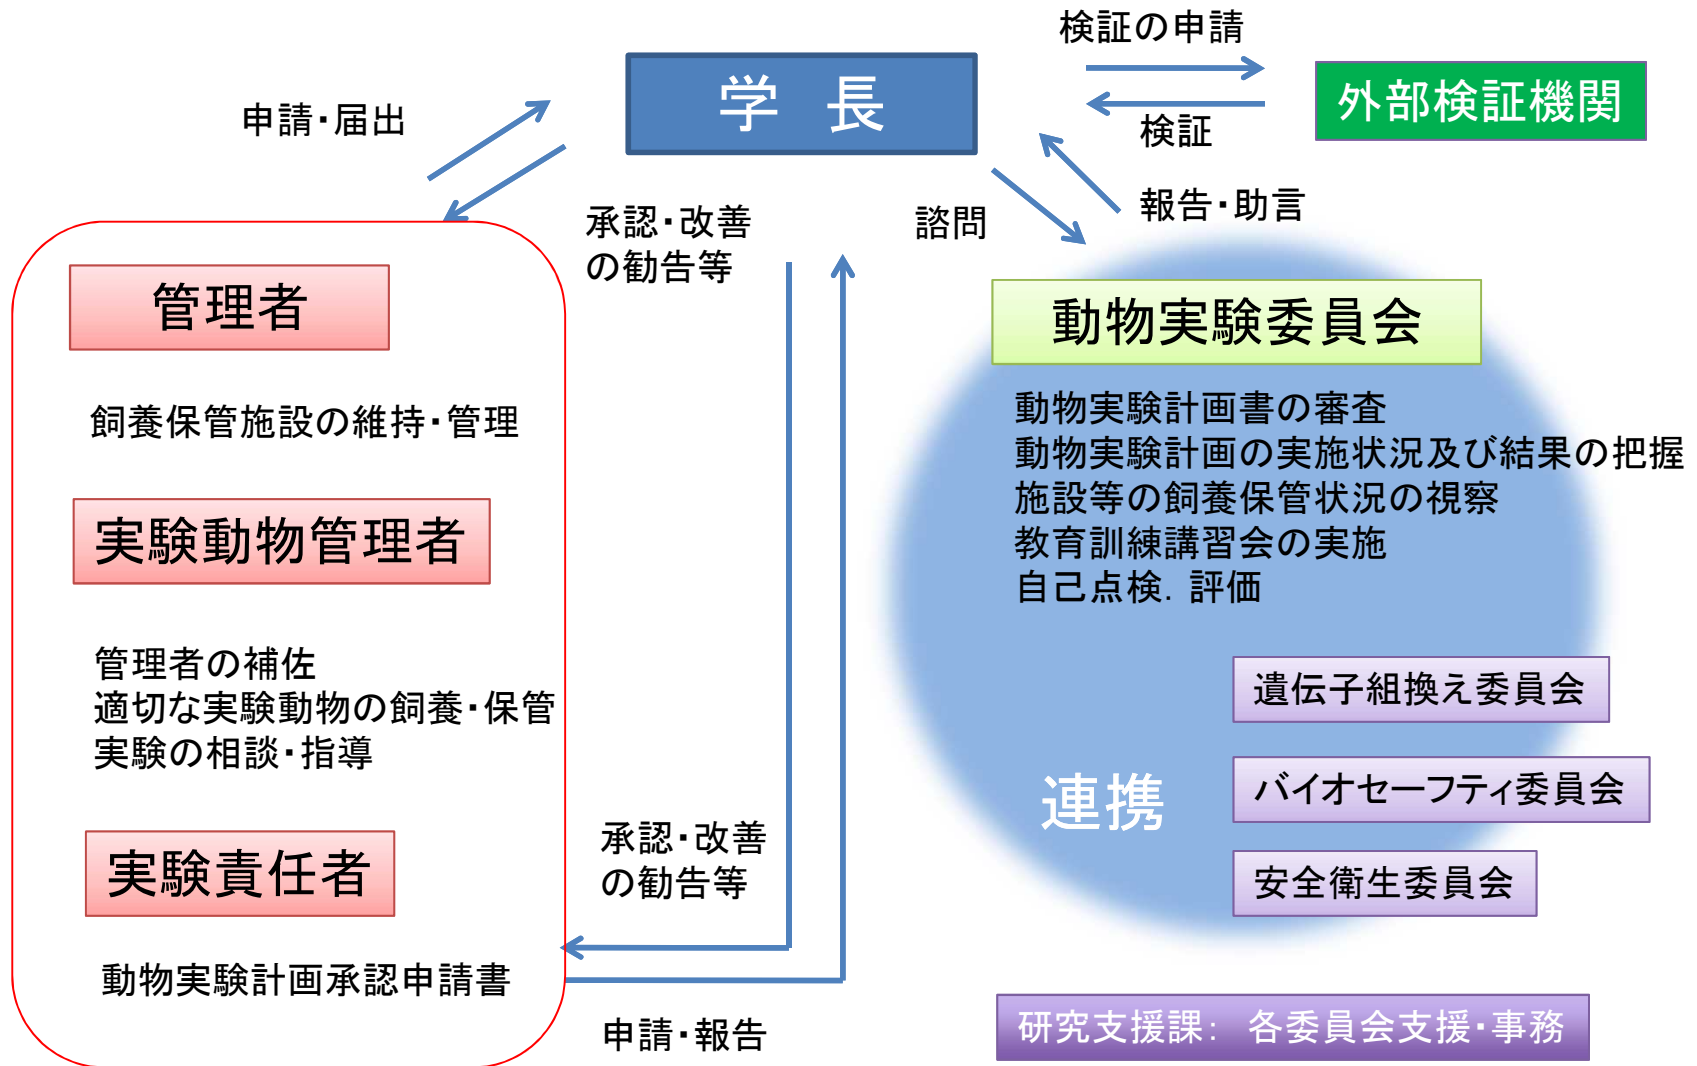 検証の申請
学 長
外部検証機関
申請・届出
検証
承認・改善
の勧告等
諮問
報告・助言
管理者
飼養保管施設の維持・管理
実験動物管理者
管理者の補佐
適切な実験動物の飼養・保管
実験の相談・指導
実験責任者
動物実験計画承認申請書
承認・改善
の勧告等
申請・報告
動物実験委員会
動物実験計画書の審査
動物実験計画の実施状況及び結果の把握
施設等の飼養保管状況の視察
教育訓練講習会の実施
自己点検．評価
連携
遺伝子組換え委員会
バイオセーフティ委員会
安全衛生委員会
研究支援課： 各委員会支援・事務